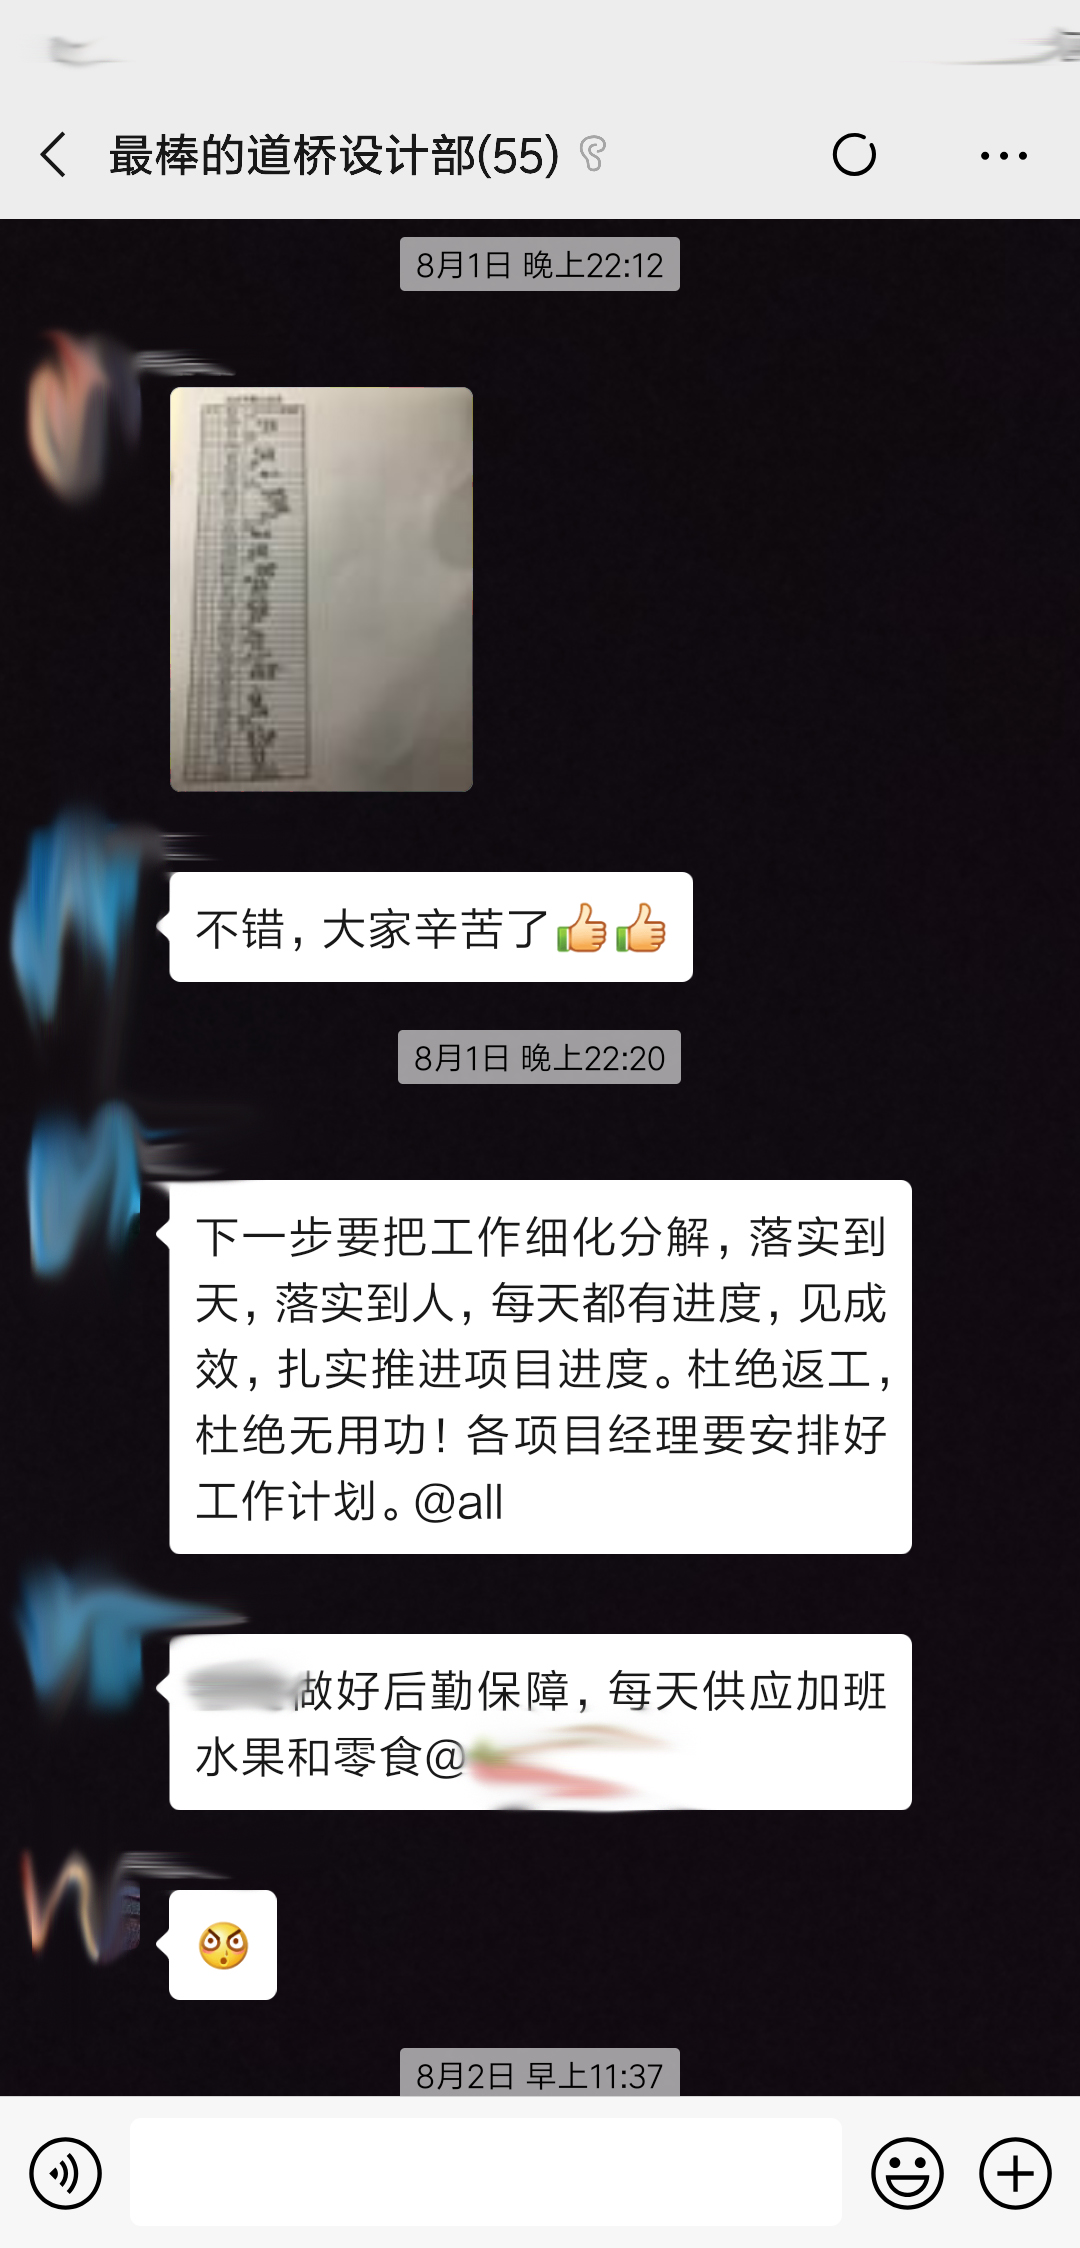 最棒的道桥设计部(55)
8月1日 晚上22:12
不错，大家辛苦了
8月1日 晚上22:20
下一步要把工作细化分解，落实到
天，落实到人，每天都有进度，见成
效，扎实推进项目进度。杜绝返工，
杜绝无用功！各项目经理要安排好
工作计划。@all
做好后勤保障，每天供应加班
水果和零食@
8月2日 早上11:37